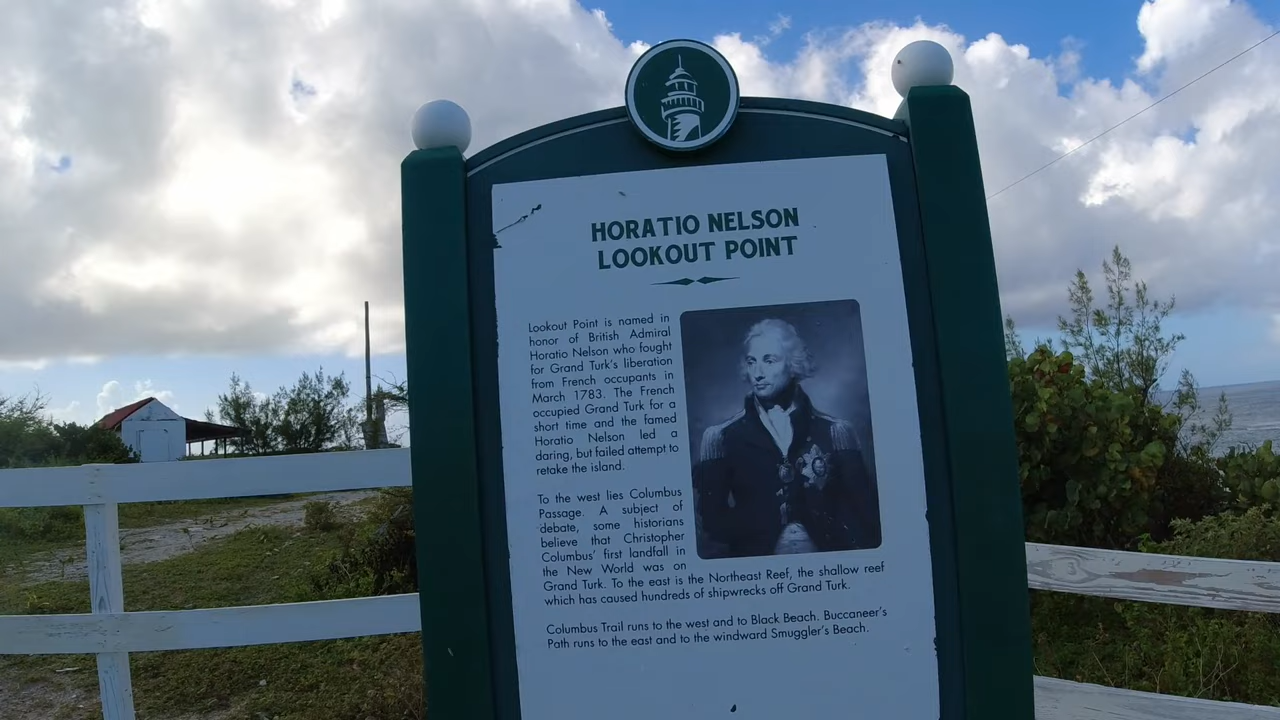 HORATIO NELSON
LOOKOUT POINT
Lookout Point is named in
honor of British Admiral
Horatio Nelson who fought
for Grand Turk's liberation
from French occupants in
March 1783. The French
occupied Grand Turk for a
short time and the famed
Horatio Nelson led a
daring, but failed attempt to
retake the island.
To the west lies Columbus
Passage. A subject of
debate, some historians
believe that Christopher
Columbus' first landfall in
the New World was on
Grand Turk. To the east is the Northeast Reef, the shallow reef
which has caused hundreds of shipwrecks off Grand Turk.
Columbus Trail runs to the west and to Black Beach. Buccaneer's
Path runs to the east and to the windward Smuggler's Beach.